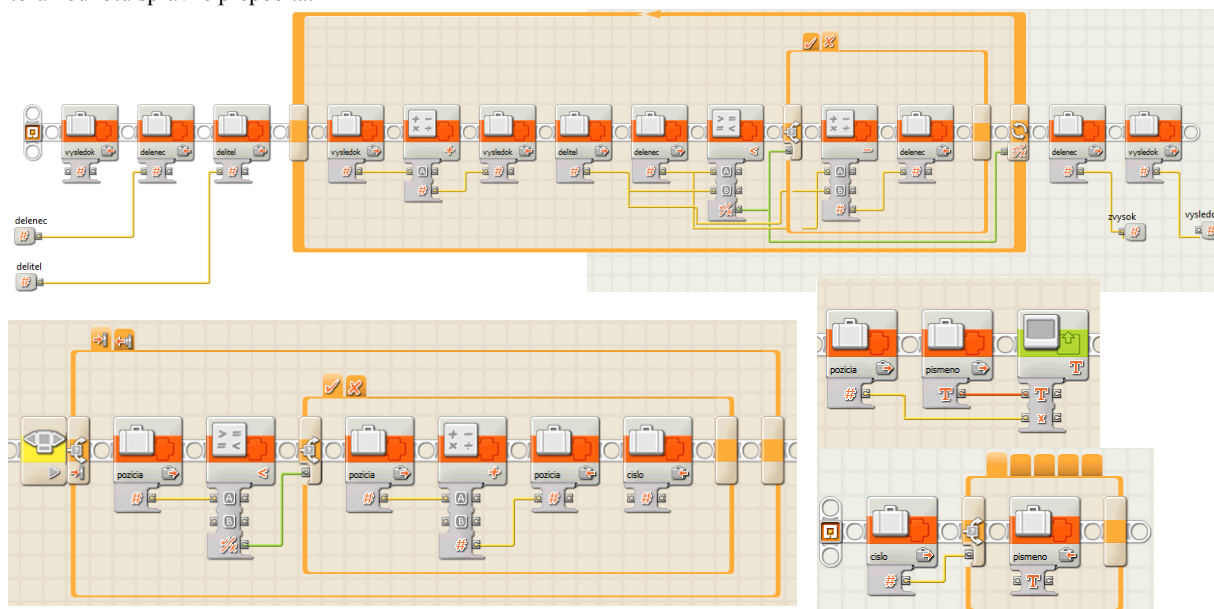 vysledok delenec delitel vysledok vysledok delitel delenec delenec delenec vysledok
delenec
zvysok
delitel
pozicia pismeno
pozicia pozicia pozicia cislo
cislo pismeno